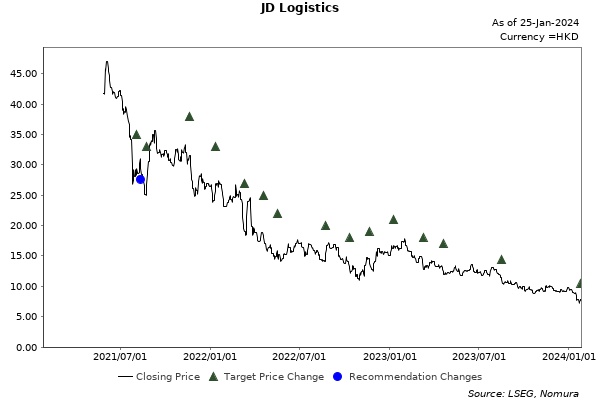 JD Logistics
As of 25-Jan-2024
Currency =HKD
45.00
40.00
35.00
30.00
25.00
20.00
15.00
10.00
5.00
0.00
2021/07/01 2022/01/01 2022/07/01 2023/01/01 2023/07/01 2024/01/01
Closing Price Target Price Change Recommendation Changes
Source: LSEG, Nomura